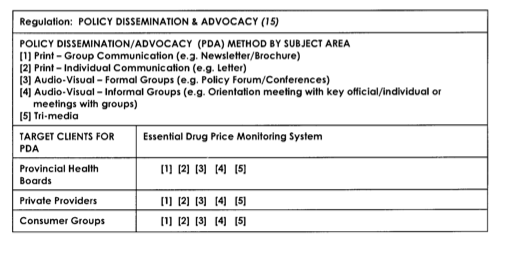 Regulation: POLICY DISSEMINATION & ADVOCACY (15)
POLICY DISSEMINATION/ADVOCACY (PDA) METHOD BY SUBJECT AREA
[1] Print – Group Communication (e.g. Newsletter/Brochure)
[2] Print – Individual Communication (e.g. Letter)
[3] Audio-Visual – Formal Groups (e.g. Policy Forum/Conferences)
[4] Audio-Visual – Informal Groups (e.g. Orientation meeting with key official/individual or
meetings with groups)
[5] Tri-media
TARGET CLIENTS FOR Essential Drug Price Monitoring System
PDA
Provincial Health [1] [2] [3] [4] [5]
Boards
Private Providers [1] [2] [3] [4] [5]
Consumer Groups [1] [2] [3] [4] [5]